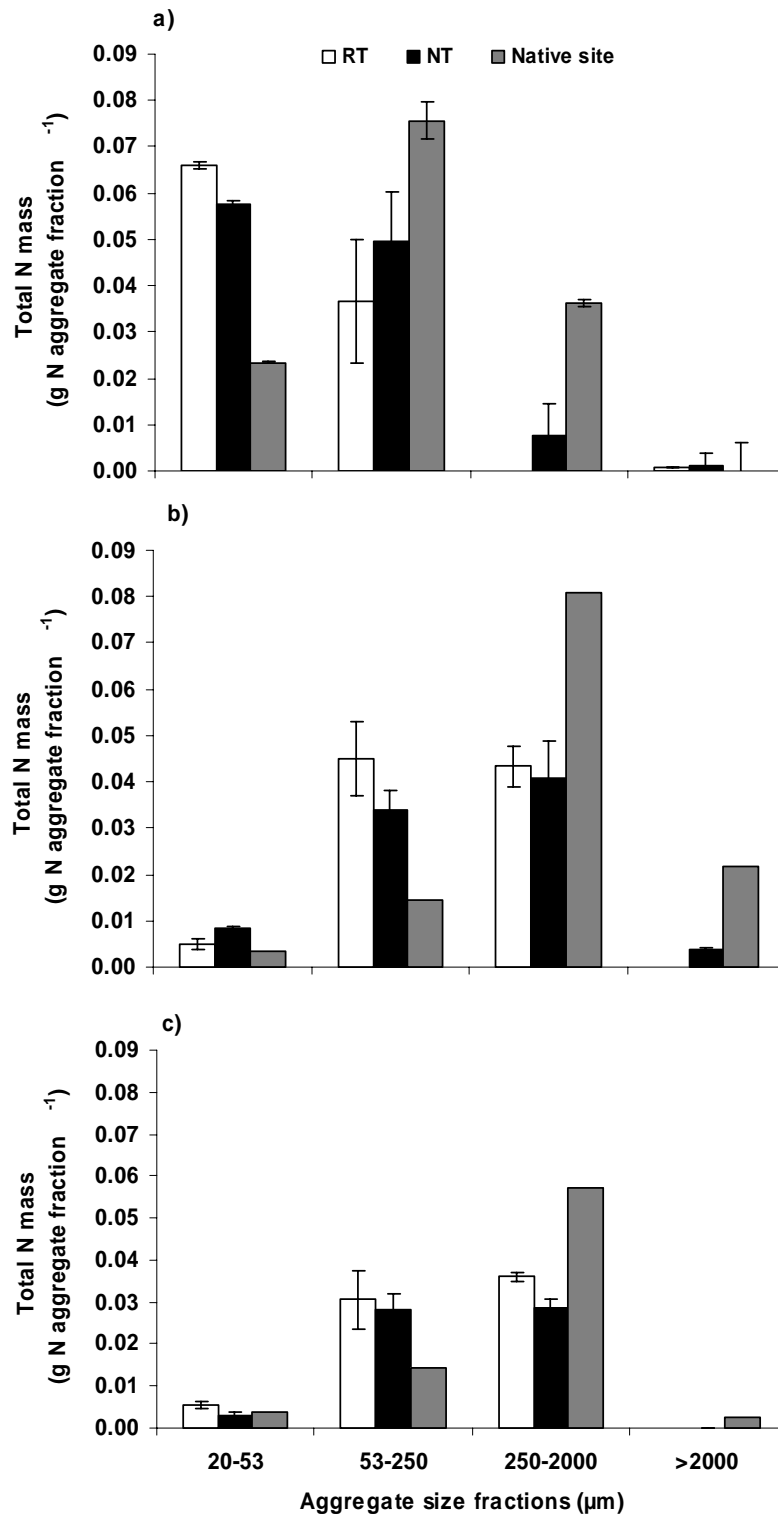 a)
RT NT Native site
0.09
0.08
0.07
0.06
0.05
0.04
0.03
0.02
0.01
0.00
Total N mass
(g N aggregate fraction -1)
b)
0.09
0.08
0.07
0.06
0.05
0.04
0.03
0.02
0.01
0.00
Total N mass
(g N aggregate fraction -1)
c)
0.09
0.08
0.07
0.06
0.05
0.04
0.03
0.02
0.01
0.00
Total N mass
(g N aggregate fraction -1)
20-53 53-250 250-2000 >2000
Aggregate size fractions (µm)